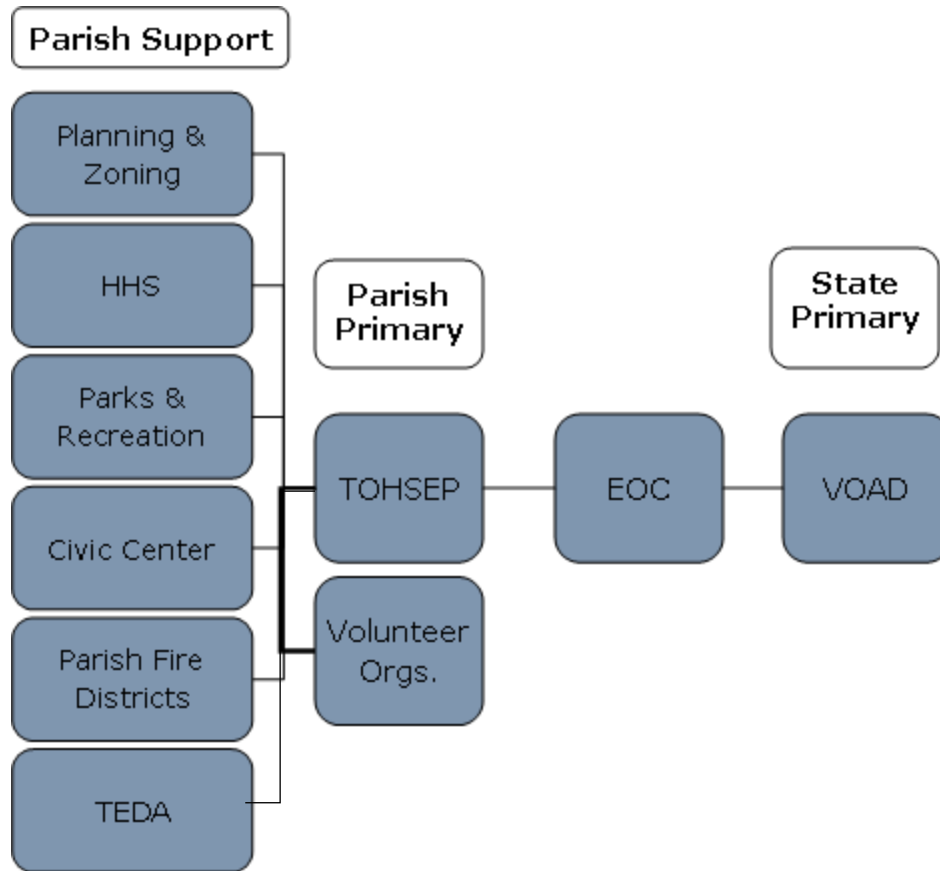 Parish Support
Planning &
Zoning
HHS
Parks &
Recreation
Civic Center
Parish Fire
Districts
TEDA
Parish
Primary
TOHSEP
Volunteer
Orgs.
EOC
State
Primary
VOAD